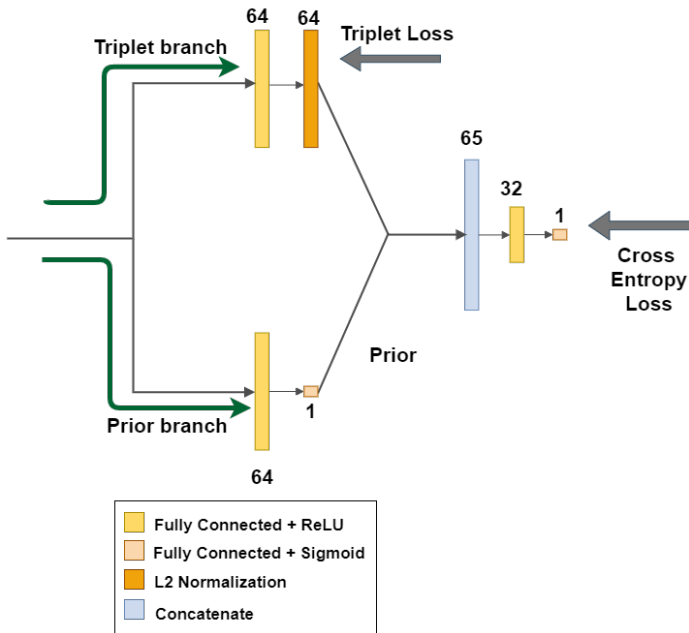 64 64
Triplet branch
Triplet Loss
65
32
1
Cross
Entropy
Loss
Prior
1
Prior branch
64
Fully Connected + ReLU
Fully Connected + Sigmoid
L2 Normalization
Concatenate